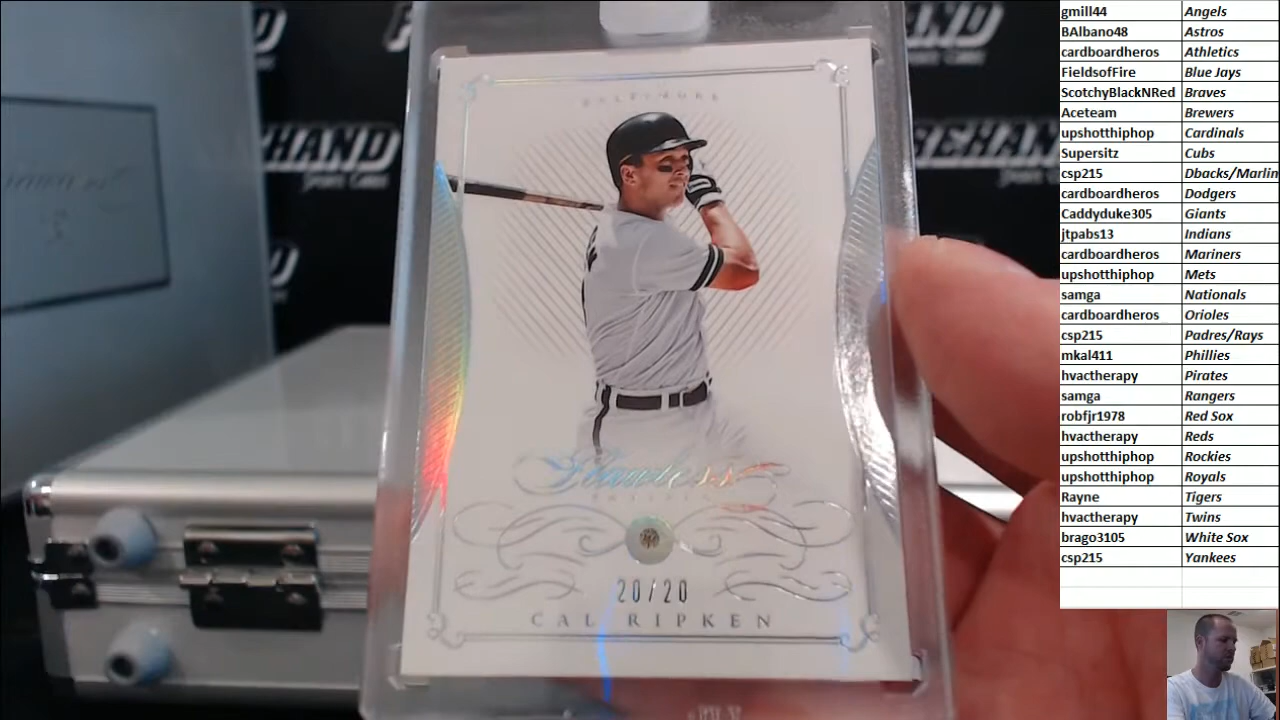 BALTIMORE
Flawless
20/20
CAL RIPKEN
gmill44 Angels
BAlbano48 Astros
cardboardheros Athletics
FieldsofFire Blue Jays
ScotchyBlackNRed Braves
Aceteam Brewers
upshotthiphop Cardinals
Supersitz Cubs
csp215 Dbacks/Marlin
cardboardheros Dodgers
Caddyduke305 Giants
jtpabs13 Indians
cardboardheros Mariners
upshotthiphop Mets
samga Nationals
cardboardheros Orioles
csp215 Padres/Rays
mkal411 Phillies
hvactherapy Pirates
samga Rangers
robfjr1978 Red Sox
hvactherapy Reds
upshotthiphop Rockies
upshotthiphop Royals
Rayne Tigers
hvactherapy Twins
brago3105 White Sox
csp215 Yankees